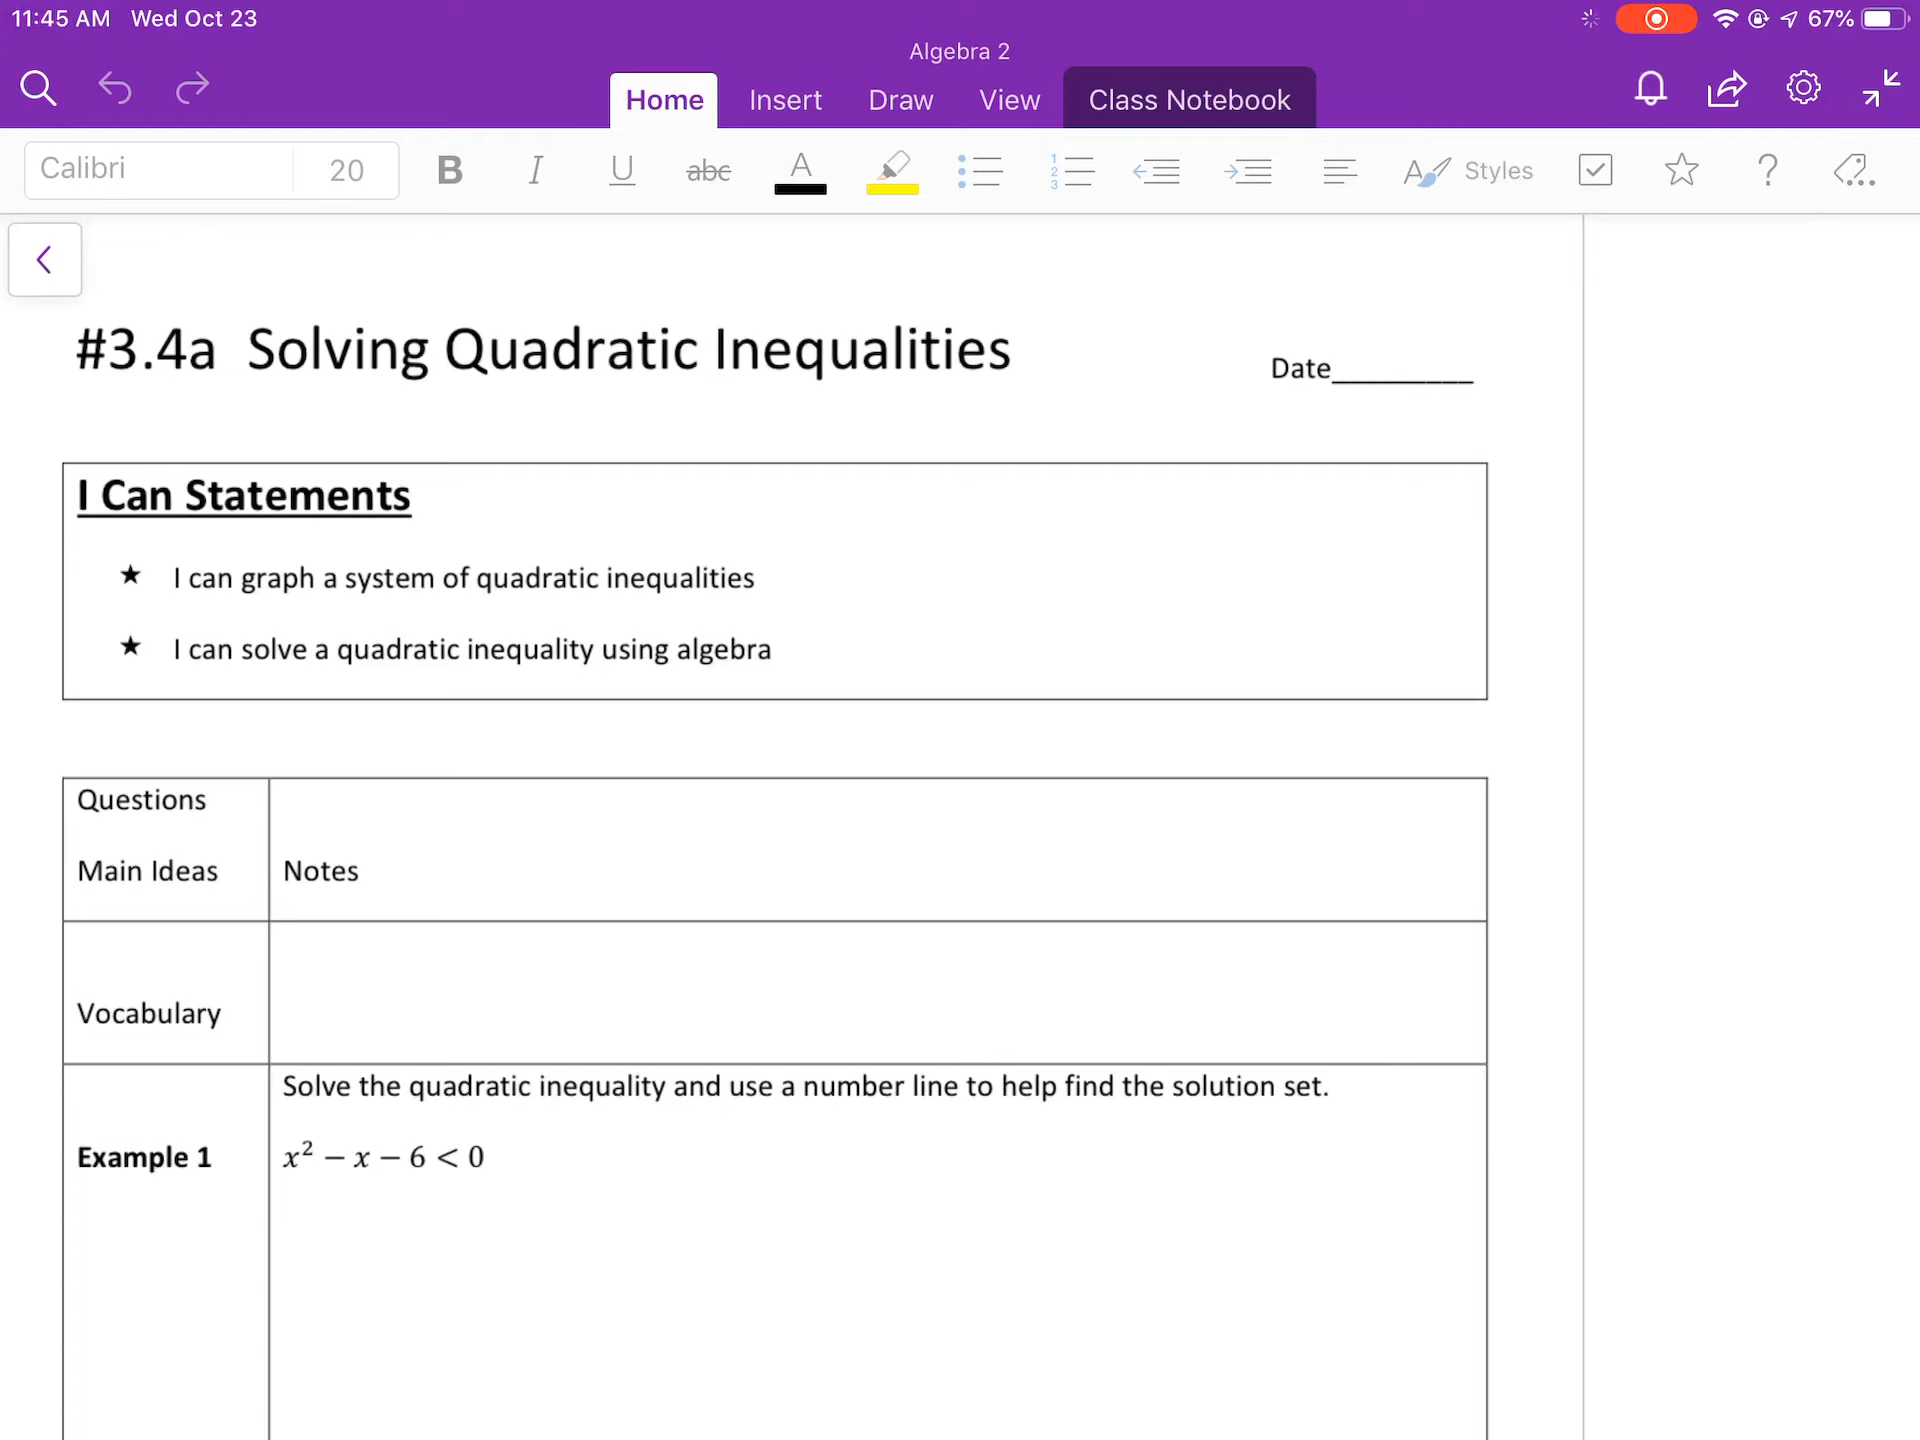 11:45 AM Wed Oct 23
67%
Algebra 2
Home Insert Draw View Class Notebook
Calibri 20 B I U abc A Styles ?
#3.4a Solving Quadratic Inequalities
Date__________
I Can Statements
★ I can graph a system of quadratic inequalities
★ I can solve a quadratic inequality using algebra
Questions
Main Ideas Notes
Vocabulary
Solve the quadratic inequality and use a number line to help find the solution set.
Example 1 x² − x − 6 < 0